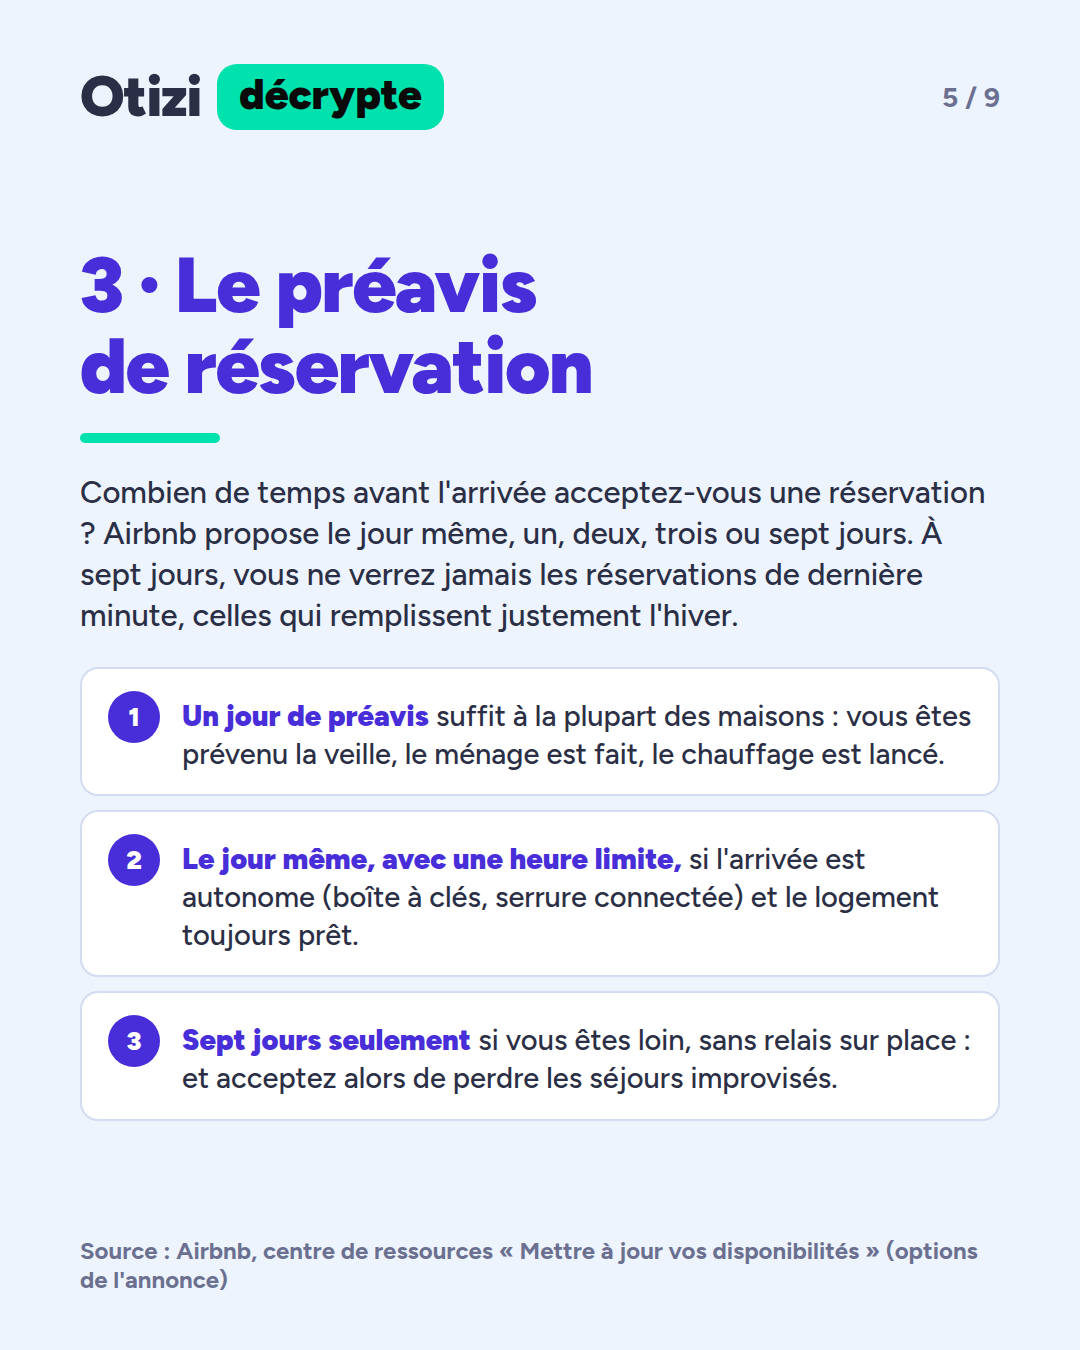 Otizi décrypte
5 / 9
3 · Le préavis
de réservation
Combien de temps avant l'arrivée acceptez-vous une réservation
? Airbnb propose le jour même, un, deux, trois ou sept jours. À
sept jours, vous ne verrez jamais les réservations de dernière
minute, celles qui remplissent justement l'hiver.
1 Un jour de préavis suffit à la plupart des maisons : vous êtes
prévenu la veille, le ménage est fait, le chauffage est lancé.
2 Le jour même, avec une heure limite, si l'arrivée est
autonome (boîte à clés, serrure connectée) et le logement
toujours prêt.
3 Sept jours seulement si vous êtes loin, sans relais sur place :
et acceptez alors de perdre les séjours improvisés.
Source : Airbnb, centre de ressources « Mettre à jour vos disponibilités » (options
de l'annonce)